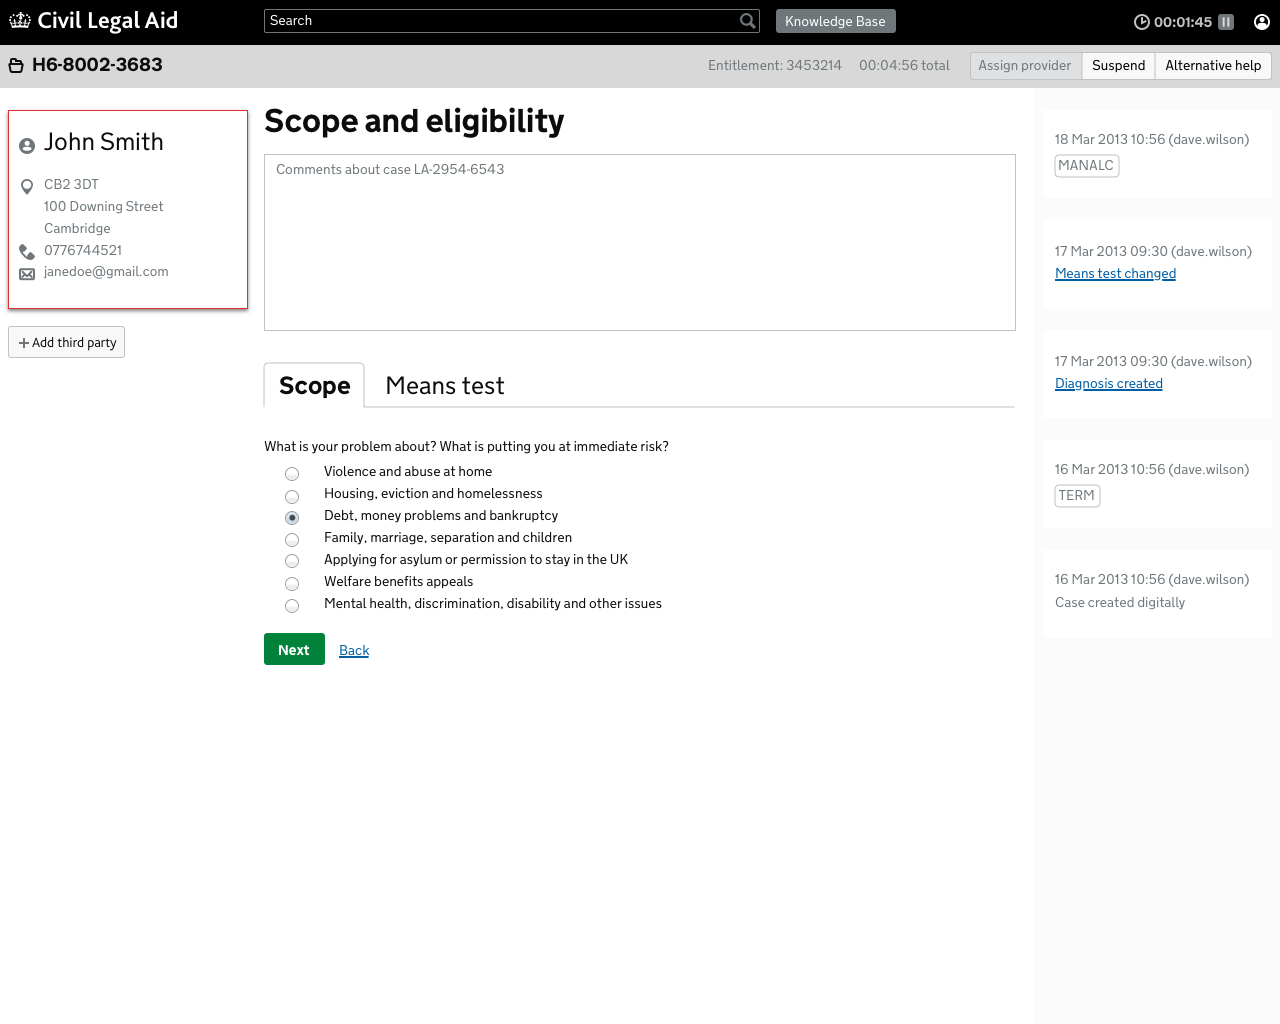 Civil Legal Aid
Search
Knowledge Base
00:01:45
H6-8002-3683
Entitlement: 3453214
00:04:56 total
Assign provider
Suspend
Alternative help
John Smith
CB2 3DT
100 Downing Street
Cambridge
0776744521
janedoe@gmail.com
Add third party
Scope and eligibility
Comments about case LA-2954-6543
Scope
Means test
What is your problem about? What is putting you at immediate risk?
Violence and abuse at home
Housing, eviction and homelessness
Debt, money problems and bankruptcy
Family, marriage, separation and children
Applying for asylum or permission to stay in the UK
Welfare benefits appeals
Mental health, discrimination, disability and other issues
Next
Back
18 Mar 2013 10:56 (dave.wilson)
MANALC
17 Mar 2013 09:30 (dave.wilson)
Means test changed
17 Mar 2013 09:30 (dave.wilson)
Diagnosis created
16 Mar 2013 10:56 (dave.wilson)
TERM
16 Mar 2013 10:56 (dave.wilson)
Case created digitally